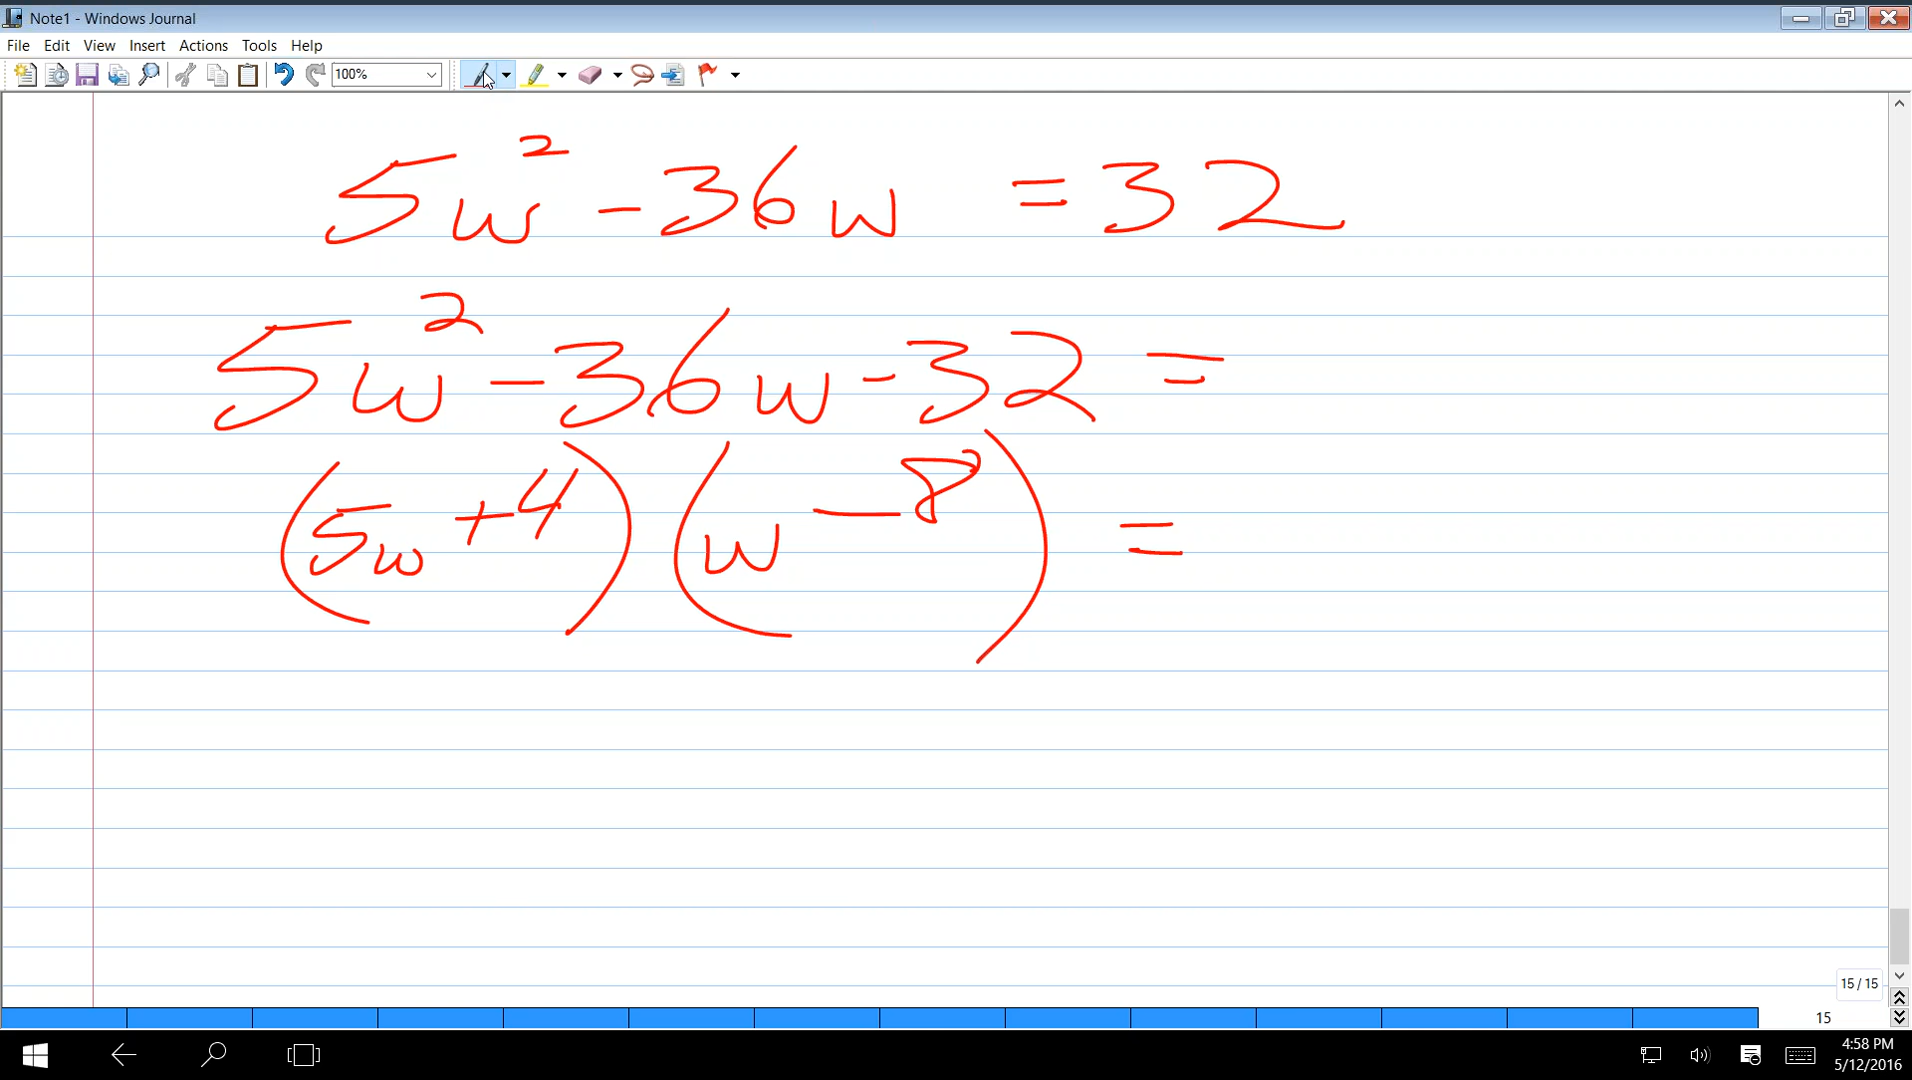 Note1 - Windows Journal
File Edit View Insert Actions Tools Help
100%
5w² - 36w = 32
5w² - 36w - 32 =
(5w + 4)(w - 8) =
15 / 15
15
4:58 PM
5/12/2016